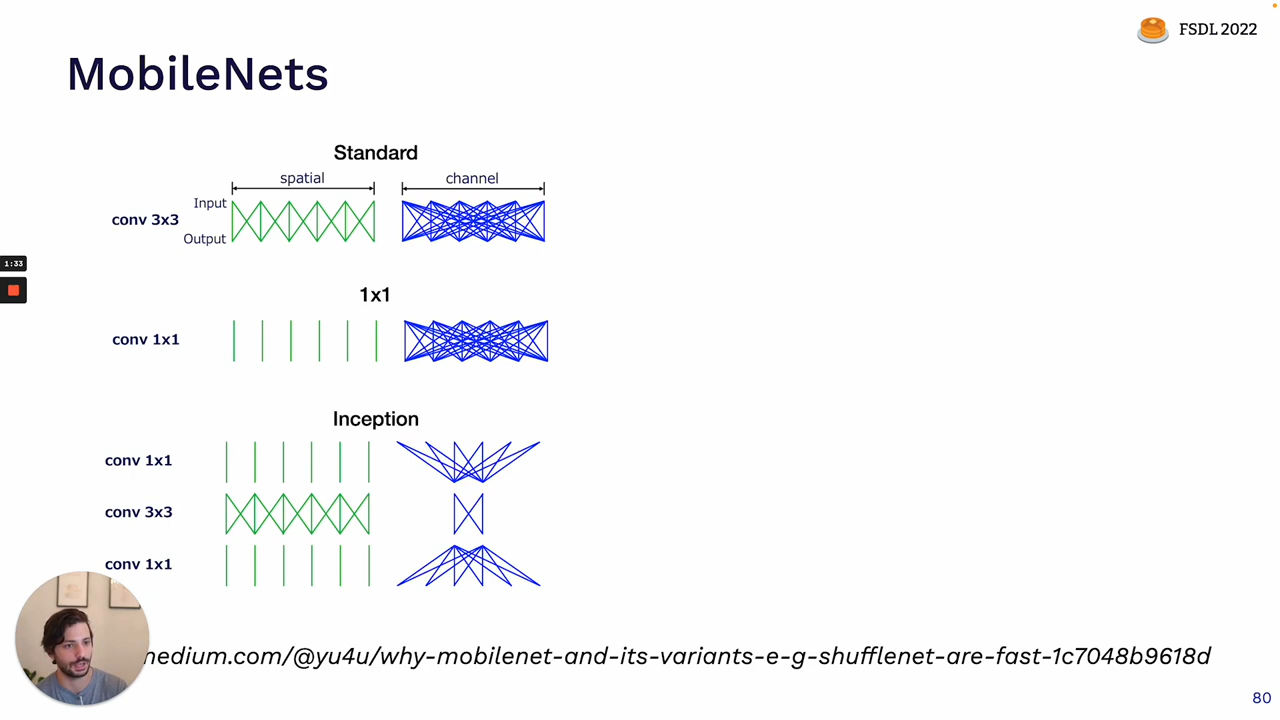 FSDL 2022
MobileNets
Standard
spatial channel
Input
conv 3x3
Output
1:33
1x1
conv 1x1
Inception
conv 1x1
conv 3x3
conv 1x1
medium.com/@yu4u/why-mobilenet-and-its-variants-e-g-shufflenet-are-fast-1c7048b9618d
80